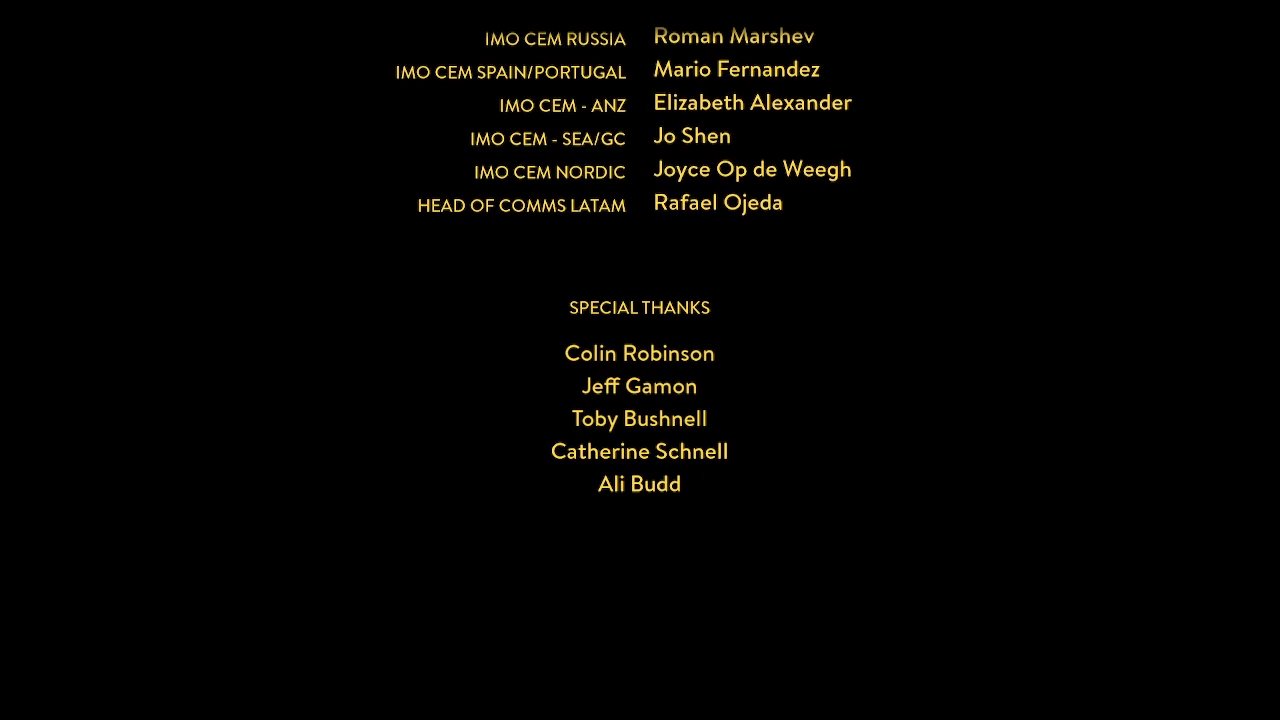 IMO CEM RUSSIA Roman Marshev
IMO CEM SPAIN/PORTUGAL Mario Fernandez
IMO CEM - ANZ Elizabeth Alexander
IMO CEM - SEA/GC Jo Shen
IMO CEM NORDIC Joyce Op de Weegh
HEAD OF COMMS LATAM Rafael Ojeda
SPECIAL THANKS
Colin Robinson
Jeff Gamon
Toby Bushnell
Catherine Schnell
Ali Budd